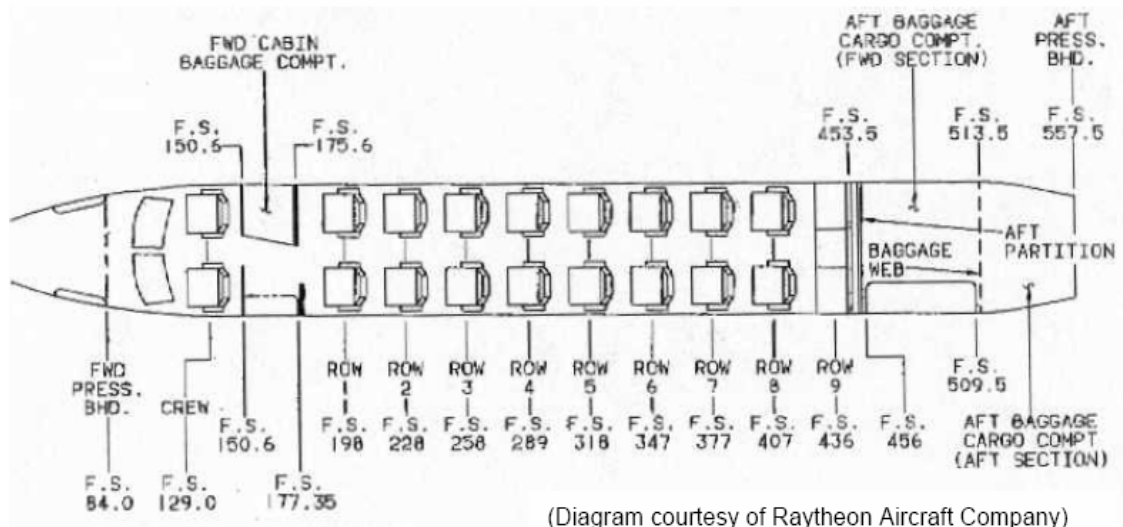 FWD CABIN
BAGGAGE COMPT.
AFT BAGGAGE
CARGO COMPT.
(FWD SECTION)
AFT
PRESS.
BHD.
F.S.
150.6
F.S.
175.6
F.S.
453.5
F.S.
513.5
F.S.
557.5
BAGGAGE
WEB
AFT
PARTITION
FWD
PRESS.
BHD.
CREW
ROW
ROW
2
ROW
3
ROW
4
ROW
5
ROW
6
ROW
7
ROW
8
ROW
9
F.S.
509.5
F.S.
150.6
F.S.
198
F.S.
228
F.S.
258
F.S.
289
F.S.
318
F.S.
347
F.S.
377
F.S.
407
F.S.
436
F.S.
456
AFT BAGGAGE
CARGO COMPT
(AFT SECTION)
F.S.
84.0
F.S.
129.0
F.S.
177.35
(Diagram courtesy of Raytheon Aircraft Company)